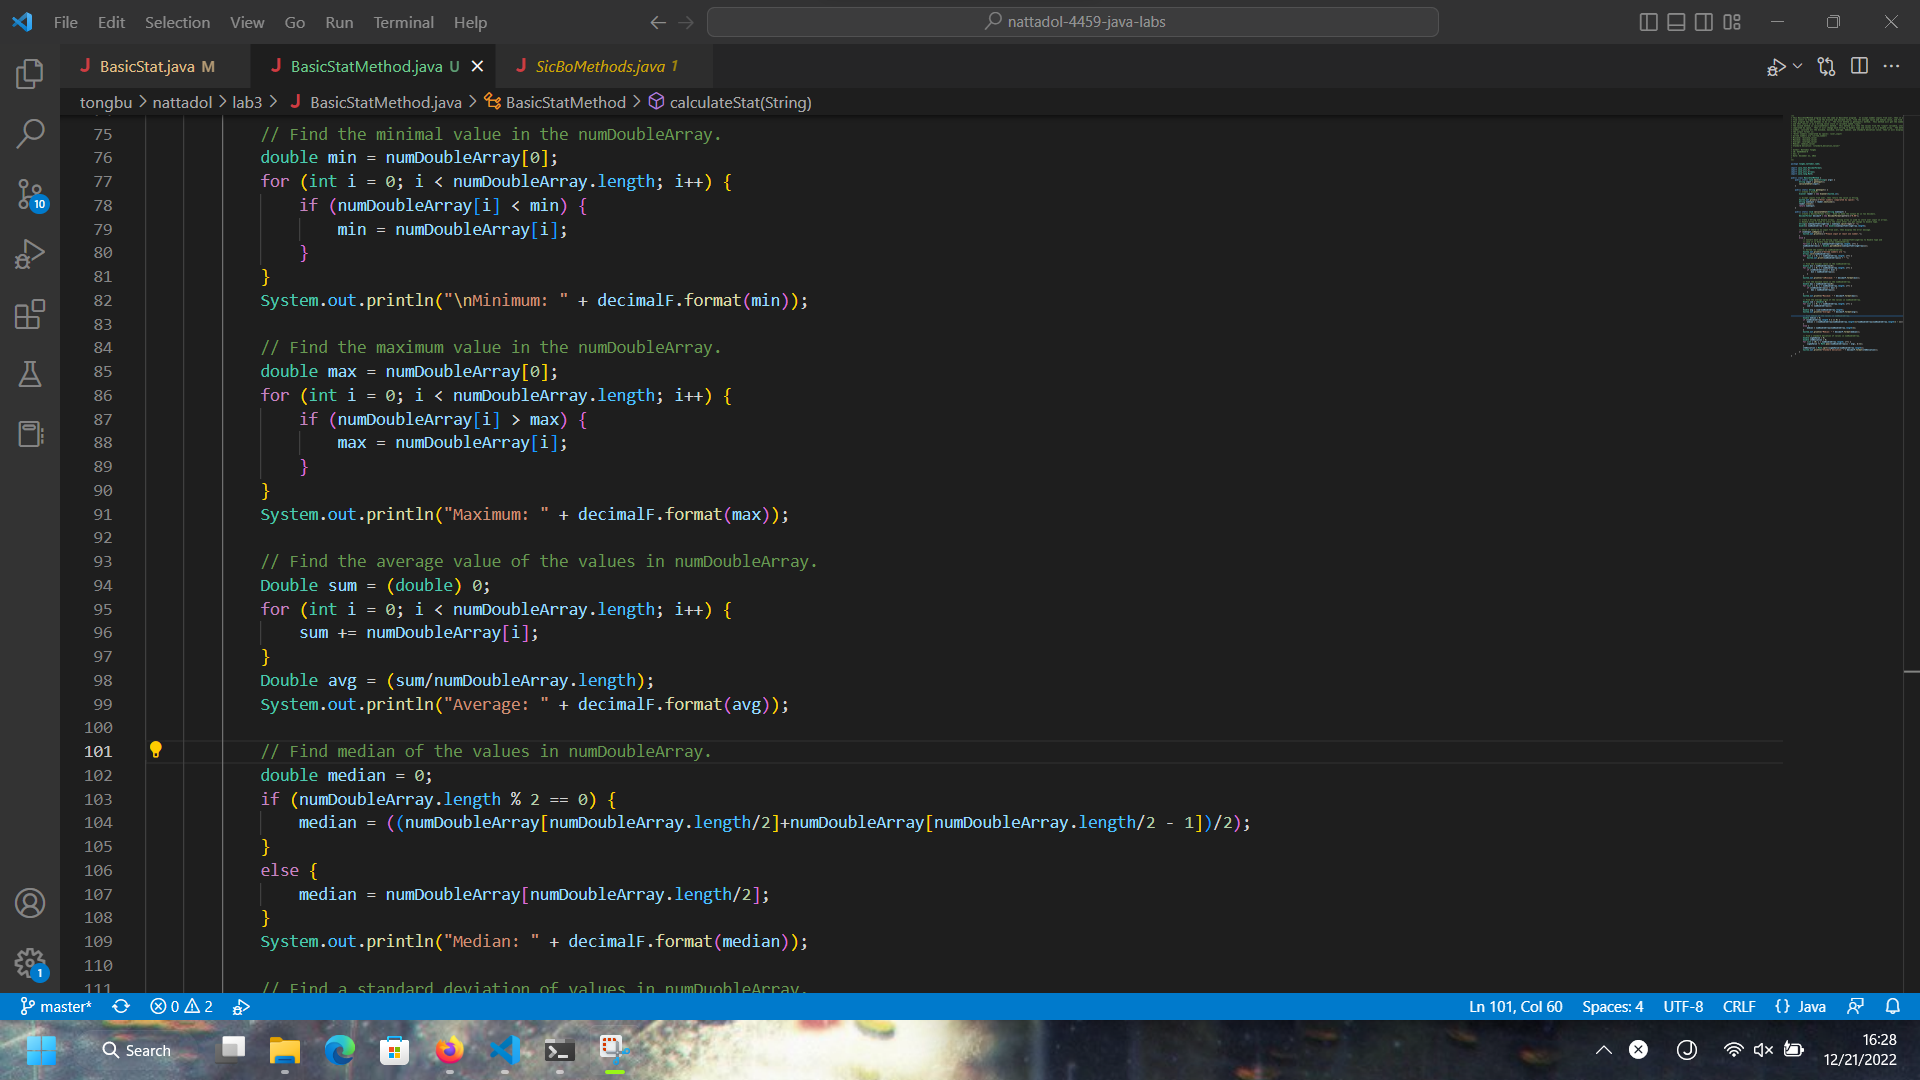 File Edit Selection View Go Run Terminal Help
nattadol-4459-java-labs
BasicStat.java M
BasicStatMethod.java U
SicBoMethods.java 1
tongbu > nattadol > lab3 > BasicStatMethod.java > BasicStatMethod > calculateStat(String)
75 // Find the minimal value in the numDoubleArray.
76 double min = numDoubleArray[0];
77 for (int i = 0; i < numDoubleArray.length; i++) {
78 if (numDoubleArray[i] < min) {
79 min = numDoubleArray[i];
80 }
81 }
82 System.out.println("\nMinimum: " + decimalF.format(min));
83
84 // Find the maximum value in the numDoubleArray.
85 double max = numDoubleArray[0];
86 for (int i = 0; i < numDoubleArray.length; i++) {
87 if (numDoubleArray[i] > max) {
88 max = numDoubleArray[i];
89 }
90 }
91 System.out.println("Maximum: " + decimalF.format(max));
92
93 // Find the average value of the values in numDoubleArray.
94 Double sum = (double) 0;
95 for (int i = 0; i < numDoubleArray.length; i++) {
96 sum += numDoubleArray[i];
97 }
98 Double avg = (sum/numDoubleArray.length);
99 System.out.println("Average: " + decimalF.format(avg));
100
101 // Find median of the values in numDoubleArray.
102 double median = 0;
103 if (numDoubleArray.length % 2 == 0) {
104 median = ((numDoubleArray[numDoubleArray.length/2]+numDoubleArray[numDoubleArray.length/2 - 1])/2);
105 }
106 else {
107 median = numDoubleArray[numDoubleArray.length/2];
108 }
109 System.out.println("Median: " + decimalF.format(median));
110
111 // Find a standard deviation of values in numDuobleArray.
10
1
master* 0 2
Ln 101, Col 60 Spaces: 4 UTF-8 CRLF {} Java
Search
16:28
12/21/2022